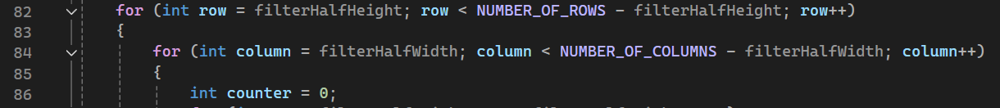 82 for (int row = filterHalfHeight; row < NUMBER_OF_ROWS - filterHalfHeight; row++)
83 {
84 for (int column = filterHalfWidth; column < NUMBER_OF_COLUMNS - filterHalfWidth; column++)
85 {
86 int counter = 0;